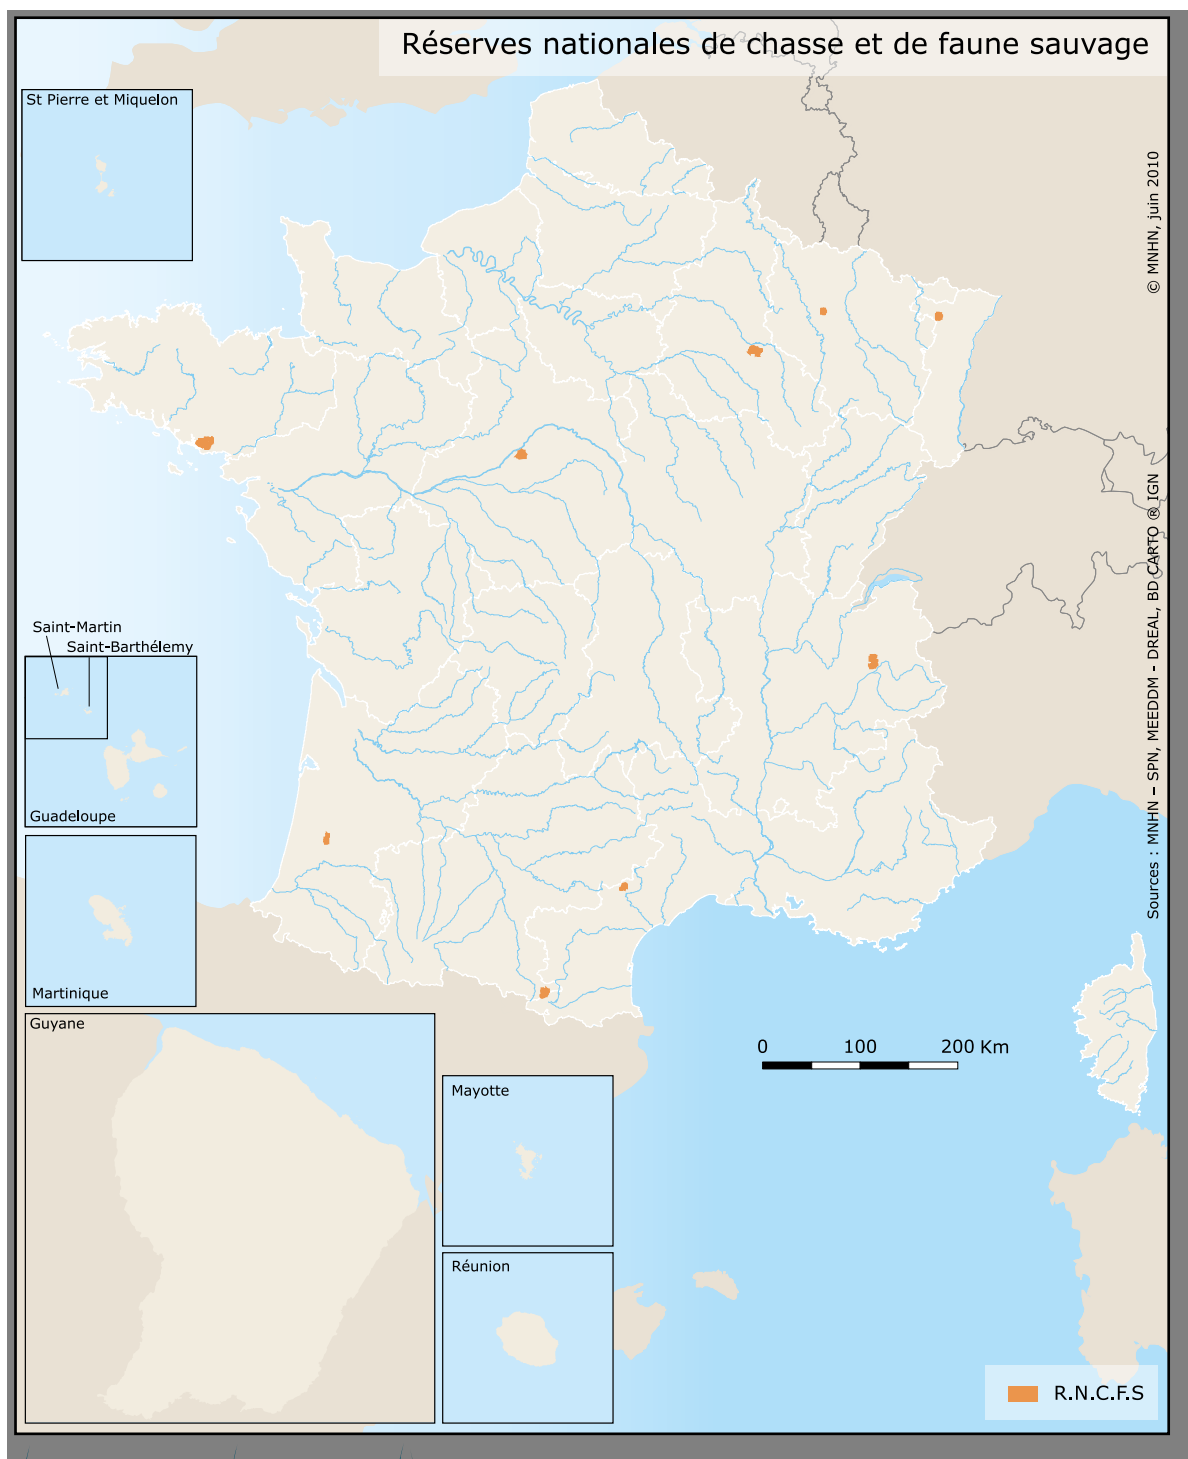 Réserves nationales de chasse et de faune sauvage
St Pierre et Miquelon
© MNHN, juin 2010
Sources : MNHN – SPN, MEEDDM - DREAL, BD CARTO ® IGN
Saint-Martin
Saint-Barthélemy
Guadeloupe
Martinique
Guyane
0 100 200 Km
Mayotte
Réunion
R.N.C.F.S